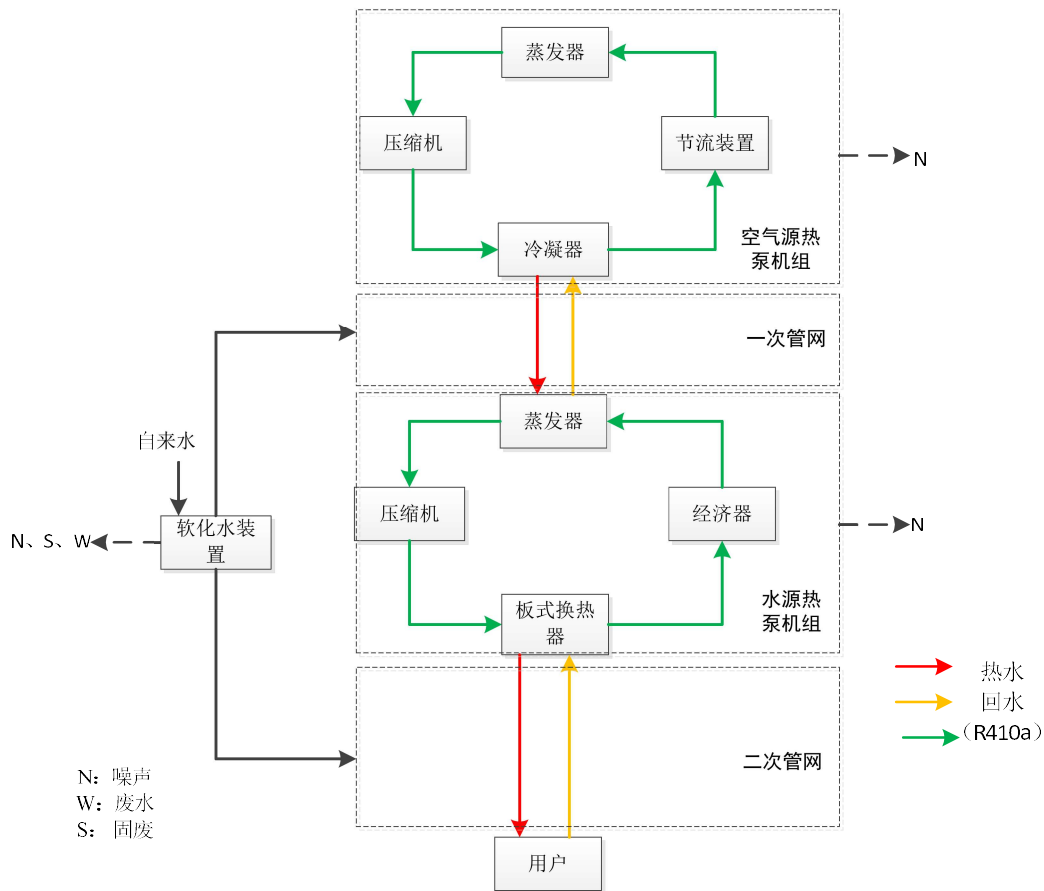 蒸发器
压缩机
节流装置
N
冷凝器
空气源热
泵机组
一次管网
蒸发器
自来水
压缩机
经济器
软化水装
置
N、S、W
N
板式换热
器
水源热
泵机组
热水
回水
（R410a）
二次管网
N：噪声
W：废水
S：固废
用户